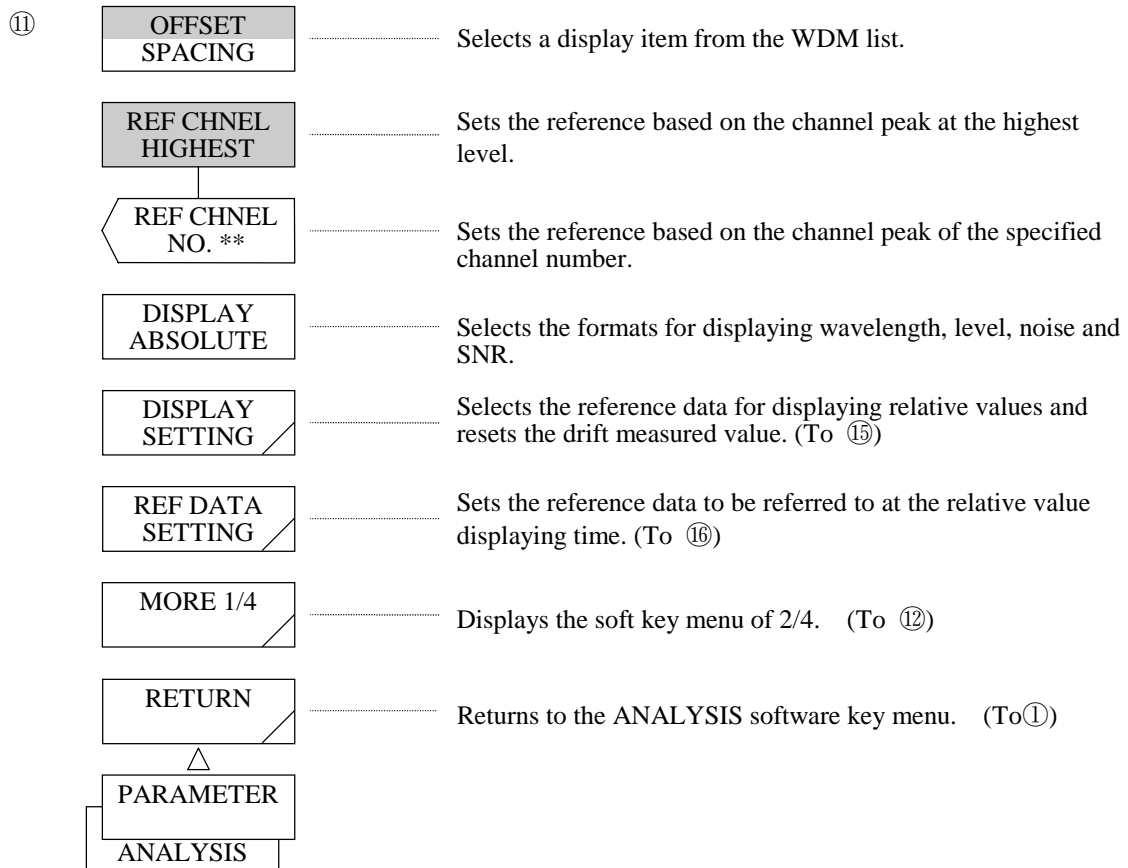 ⑪
OFFSET
SPACING
Selects a display item from the WDM list.
REF CHNEL
HIGHEST
Sets the reference based on the channel peak at the highest
level.
REF CHNEL
NO. **
Sets the reference based on the channel peak of the specified
channel number.
DISPLAY
ABSOLUTE
Selects the formats for displaying wavelength, level, noise and
SNR.
DISPLAY
SETTING
Selects the reference data for displaying relative values and
resets the drift measured value. (To ⑮)
REF DATA
SETTING
Sets the reference data to be referred to at the relative value
displaying time. (To ⑯)
MORE 1/4
Displays the soft key menu of 2/4. (To ⑫)
RETURN
Returns to the ANALYSIS software key menu. (To①)
PARAMETER
ANALYSIS